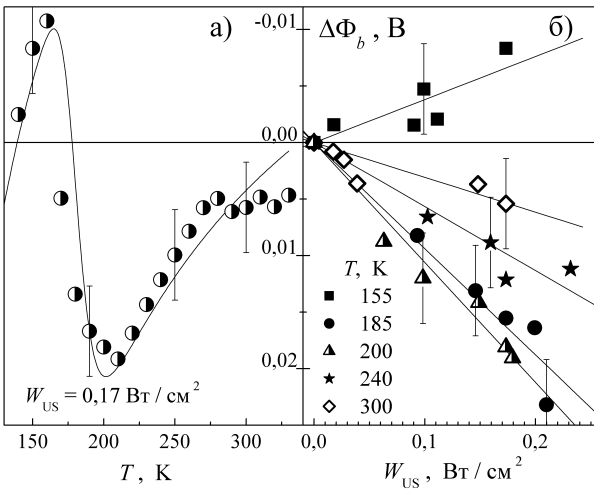 а)
ΔΦb , В
б)
-0,01
0,00
0,01
0,02
T, K
155
185
200
240
300
WUS = 0,17 Вт / см²
150 200 250 300
0,0 0,1 0,2
T , K
WUS , Вт / см²